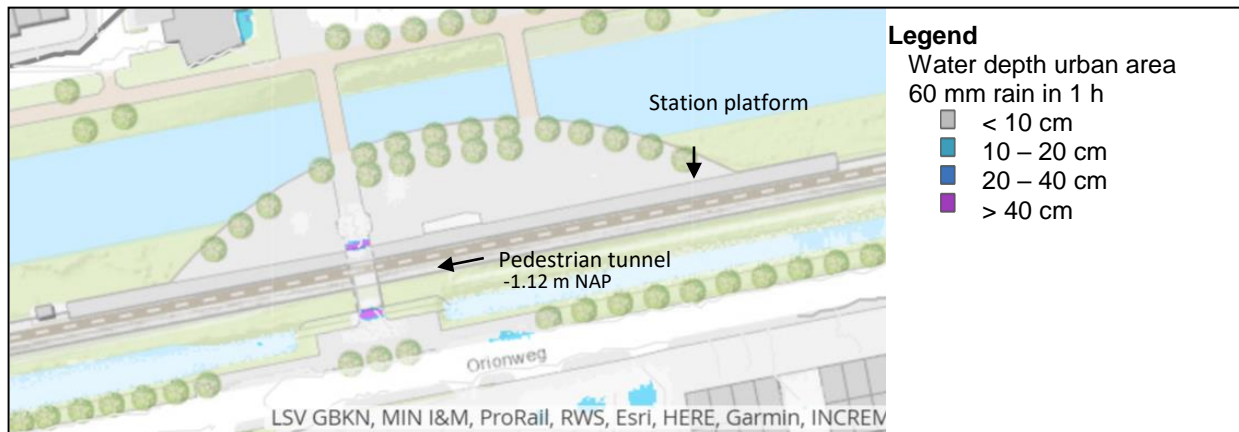 Legend
Water depth urban area
60 mm rain in 1 h
< 10 cm
10 – 20 cm
20 – 40 cm
> 40 cm
Station platform
Pedestrian tunnel
-1.12 m NAP
Orionweg
LSV GBKN, MIN I&M, ProRail, RWS, Esri, HERE, Garmin, INCREM